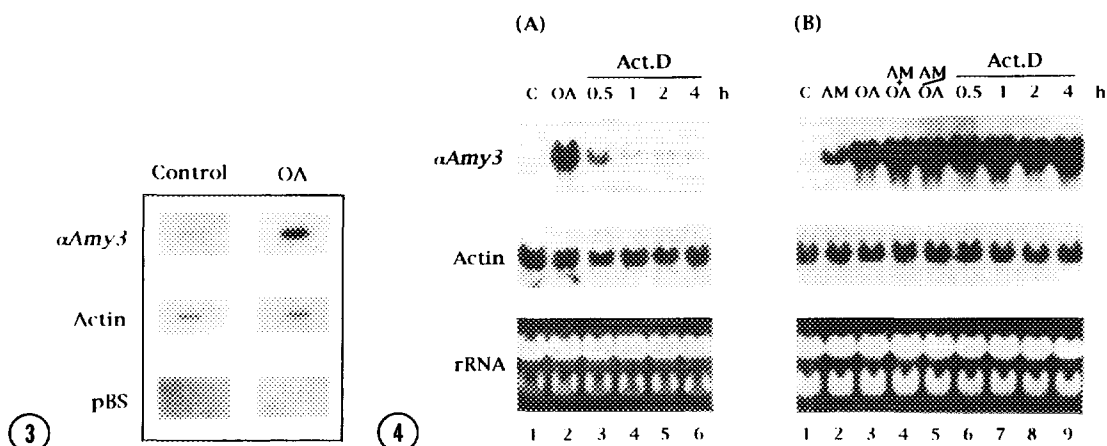 Control OA
αAmy3
Actin
pBS
3
(A)
Act.D
C OA 0.5 1 2 4 h
αAmy3
Actin
rRNA
1 2 3 4 5 6
4
(B)
AM AM
+
Act.D
C AM OA OA OA 0.5 1 2 4 h
1 2 3 4 5 6 7 8 9